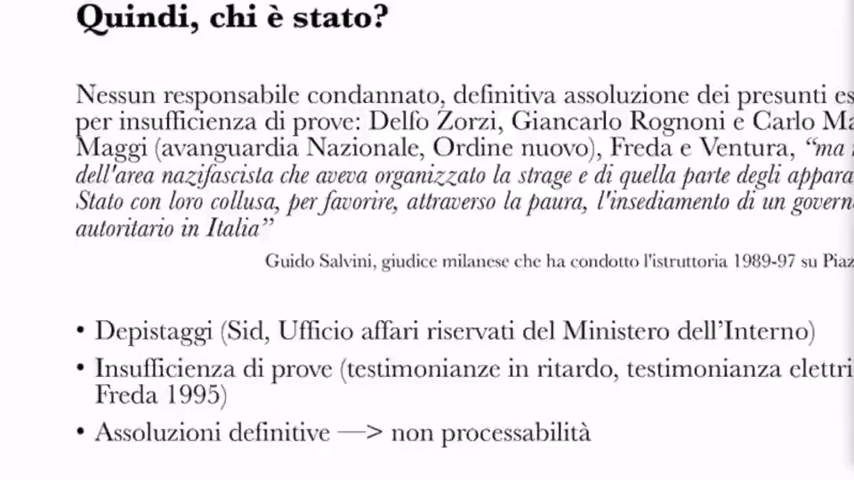 Quindi, chi è stato?
Nessun responsabile condannato, definitiva assoluzione dei presunti es
per insufficienza di prove: Delfo Zorzi, Giancarlo Rognoni e Carlo Ma
Maggi (avanguardia Nazionale, Ordine nuovo), Freda e Ventura, “ma
dell'area nazifascista che aveva organizzato la strage e di quella parte degli appara
Stato con loro collusa, per favorire, attraverso la paura, l'insediamento di un govern
autoritario in Italia”
Guido Salvini, giudice milanese che ha condotto l'istruttoria 1989-97 su Piaz
• Depistaggi (Sid, Ufficio affari riservati del Ministero dell’Interno)
• Insufficienza di prove (testimonianze in ritardo, testimonianza elettri
Freda 1995)
• Assoluzioni definitive —> non processabilità